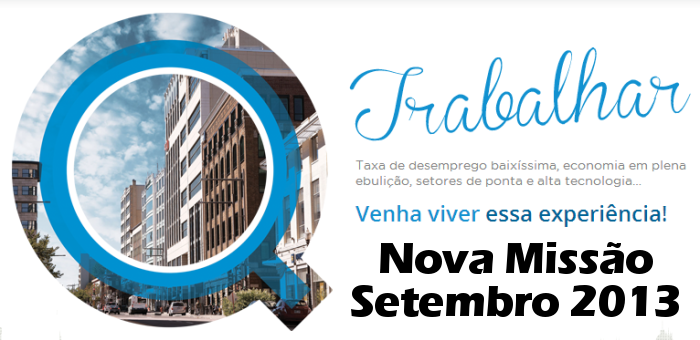 Trabalhar
Taxa de desemprego baixíssima, economia em plena
ebulição, setores de ponta e alta tecnologia...
Venha viver essa experiência!
Nova Missão
Setembro 2013